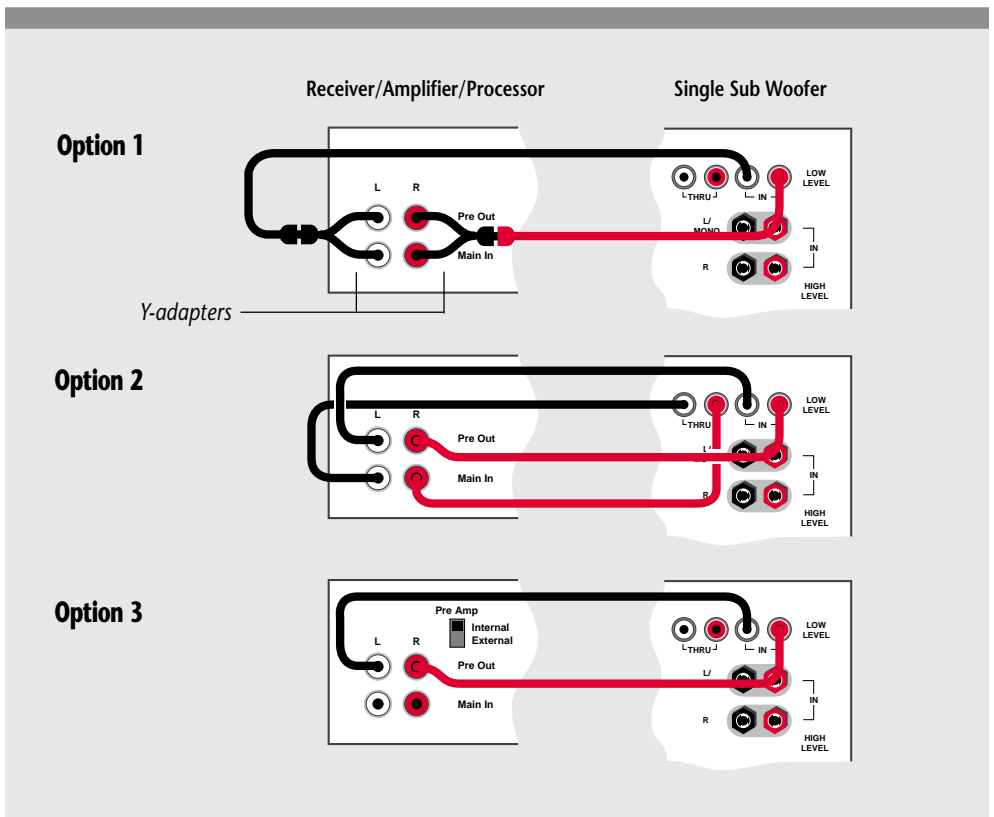 Receiver/Amplifier/Processor
Single Sub Woofer
Option 1
L R
Pre Out
Main In
Y-adapters
THRU IN
LOW
LEVEL
L/
MONO
R
IN
HIGH
LEVEL
Option 2
L R
Pre Out
Main In
THRU IN
LOW
LEVEL
L/
R
IN
HIGH
LEVEL
Option 3
Pre Amp
Internal
External
L R
Pre Out
Main In
THRU IN
LOW
LEVEL
L/
R
IN
HIGH
LEVEL